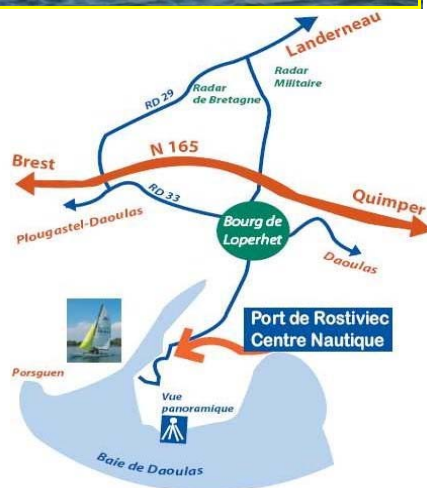 Landerneau
Radar
Militaire
Radar
de Bretagne
RD 29
N 165
Brest
RD 33
Quimper
Plougastel-Daoulas
Bourg de
Loperhet
Daoulas
Port de Rostiviec
Centre Nautique
Porsguen
Vue
panoramique
Baie de Daoulas